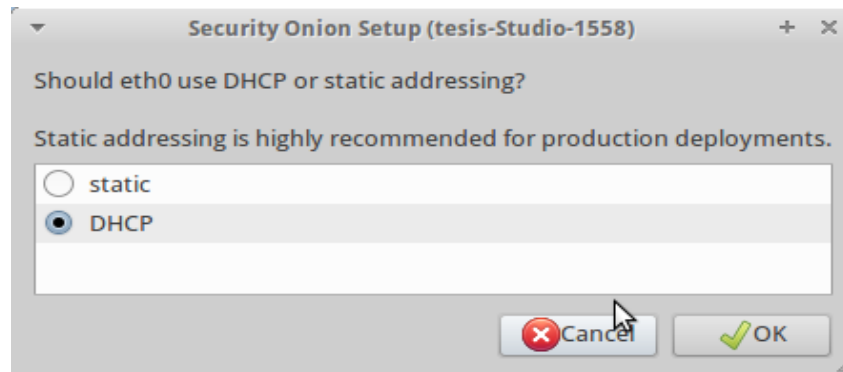 Security Onion Setup (tesis-Studio-1558)
Should eth0 use DHCP or static addressing?
Static addressing is highly recommended for production deployments.
static
DHCP
Cancel OK